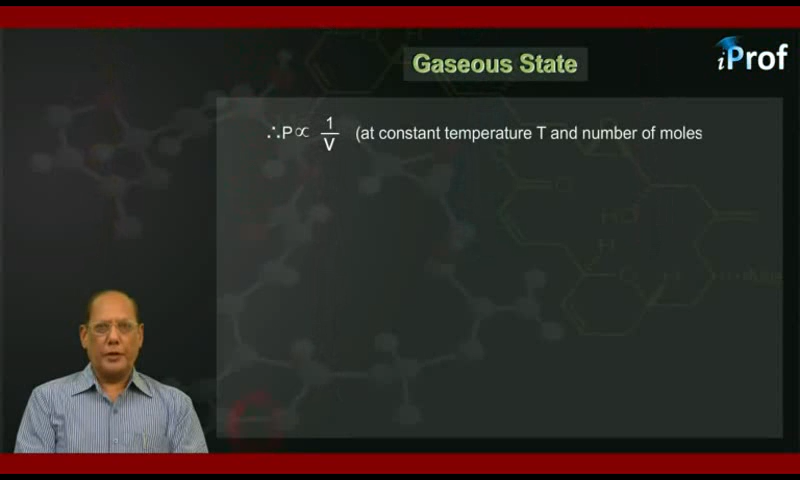 iProf
Gaseous State
∴P∝ 1/V (at constant temperature T and number of moles